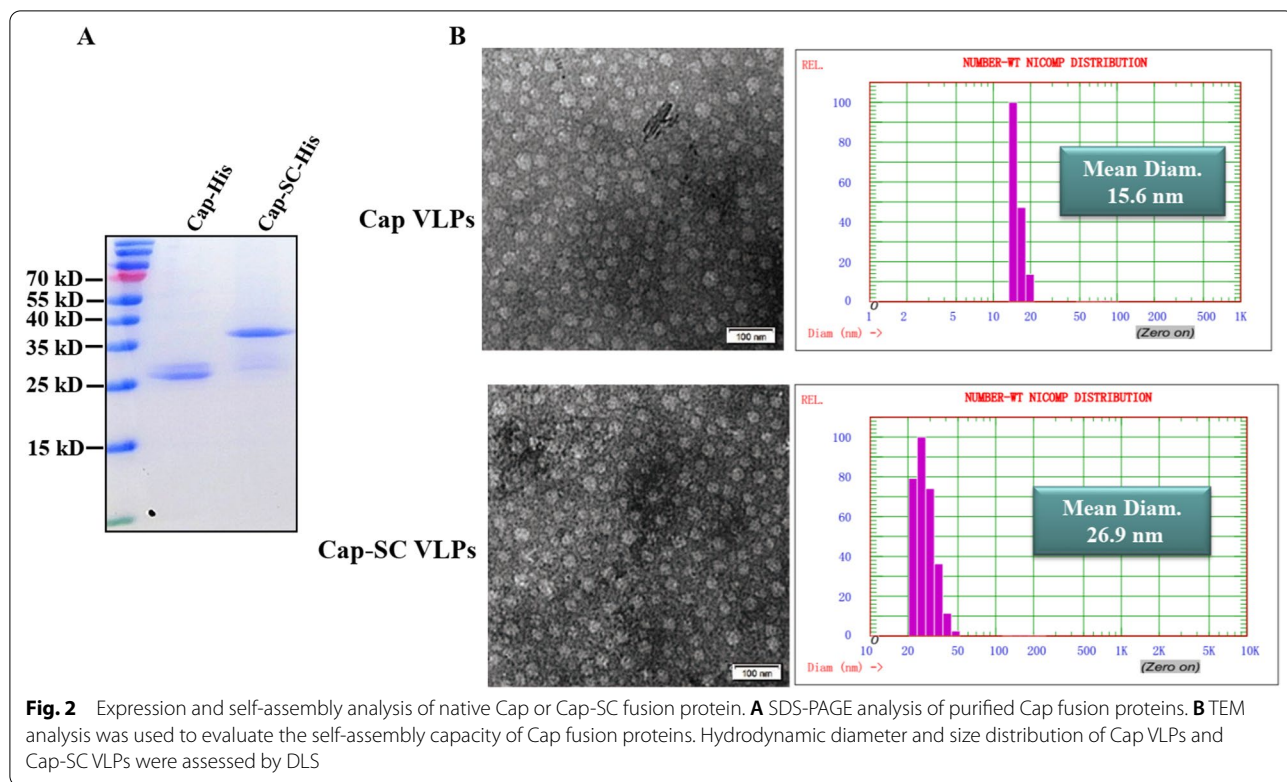 A
B
Cap-His
Cap-SC-His
70 kD
55 kD
40 kD
35 kD
25 kD
15 kD
Cap VLPs
100 nm
REL.
NUMBER-WT NICOMP DISTRIBUTION
100
80
60
40
20
0
0
Mean Diam.
15.6 nm
1 2 5 10 20 50 100 200 500 1K
Diam (nm) ->
(Zero on)
Cap-SC VLPs
100 nm
REL.
NUMBER-WT NICOMP DISTRIBUTION
100
80
60
40
20
0
0
Mean Diam.
26.9 nm
10 20 50 100 200 500 1K 2K 5K 10K
Diam (nm) ->
(Zero on)
Fig. 2 Expression and self-assembly analysis of native Cap or Cap-SC fusion protein. A SDS-PAGE analysis of purified Cap fusion proteins. B TEM
analysis was used to evaluate the self-assembly capacity of Cap fusion proteins. Hydrodynamic diameter and size distribution of Cap VLPs and
Cap-SC VLPs were assessed by DLS